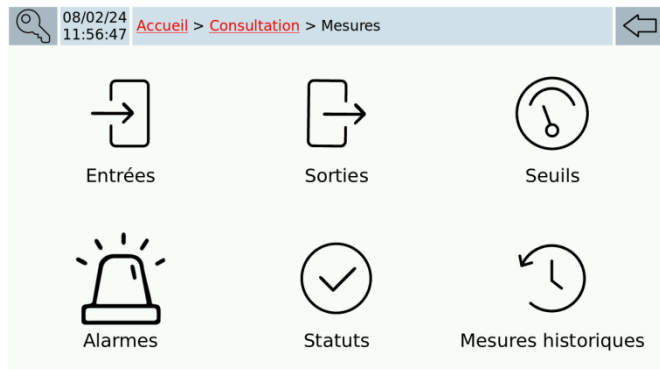 08/02/24
11:56:47
Accueil > Consultation > Mesures
Entrées
Sorties
Seuils
Alarmes
Statuts
Mesures historiques